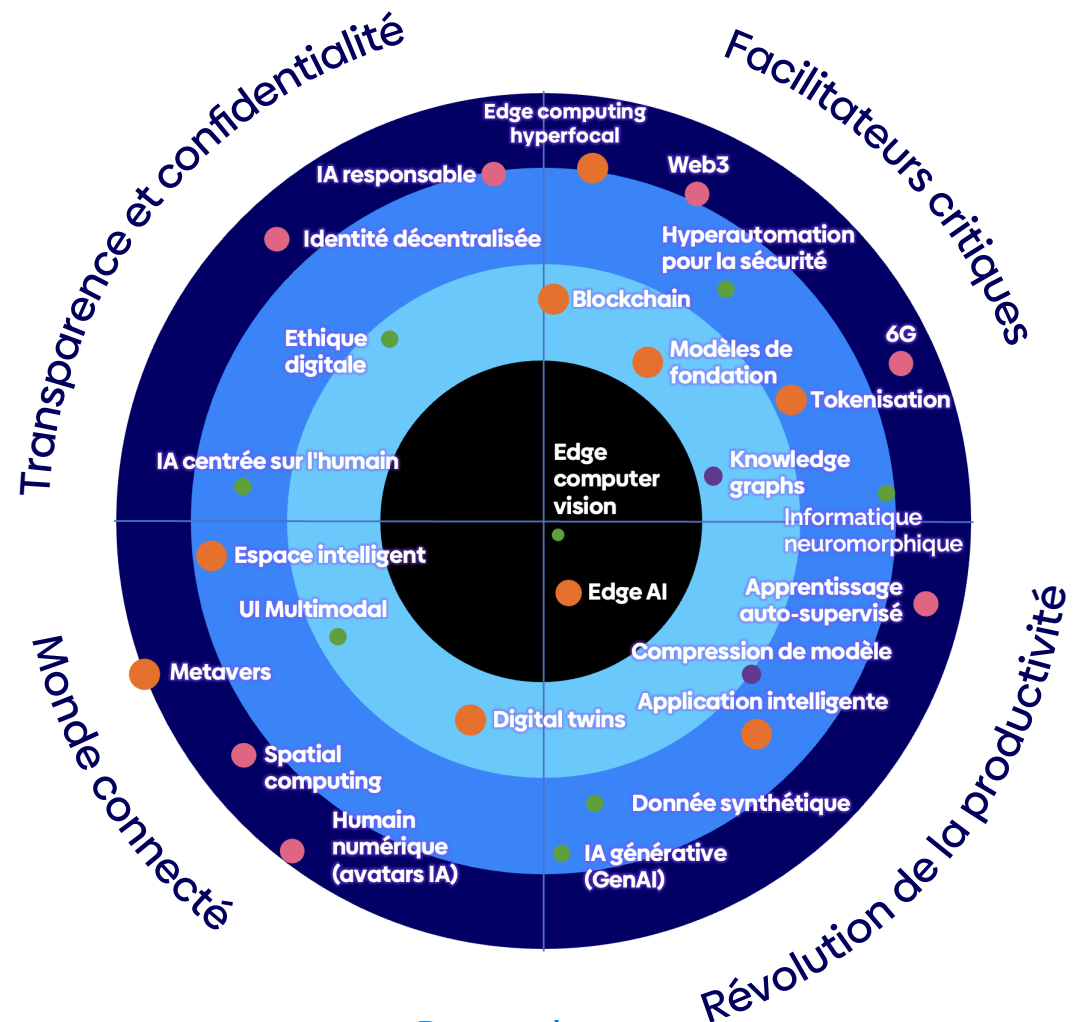 Transparence et confidentialité
Facilitateurs critiques
Edge computing
hyperfocal
IA responsable
Web3
Identité décentralisée
Hyperautomation
pour la sécurité
Blockchain
Ethique
digitale
6G
Modèles de
fondation
Tokenisation
IA centrée sur l'humain
Edge
computer
vision
Knowledge
graphs
Informatique
neuromorphique
Espace intelligent
Edge AI
Apprentissage
auto-supervisé
UI Multimodal
Compression de modèle
Metavers
Application intelligente
Digital twins
Spatial
computing
Donnée synthétique
Humain
numérique
(avatars IA)
IA générative
(GenAI)
Monde connecté
Révolution de la productivité